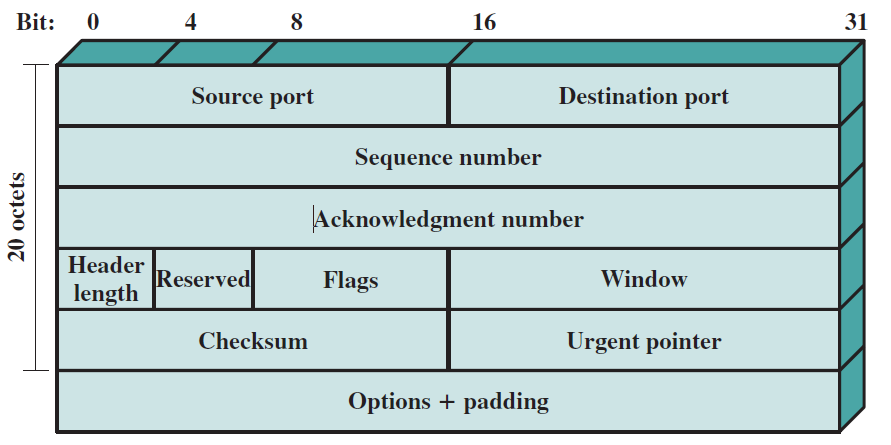 Bit: 0 4 8 16 31
Source port Destination port
Sequence number
Acknowledgment number
Header
length
Reserved Flags Window
Checksum Urgent pointer
Options + padding
20 octets